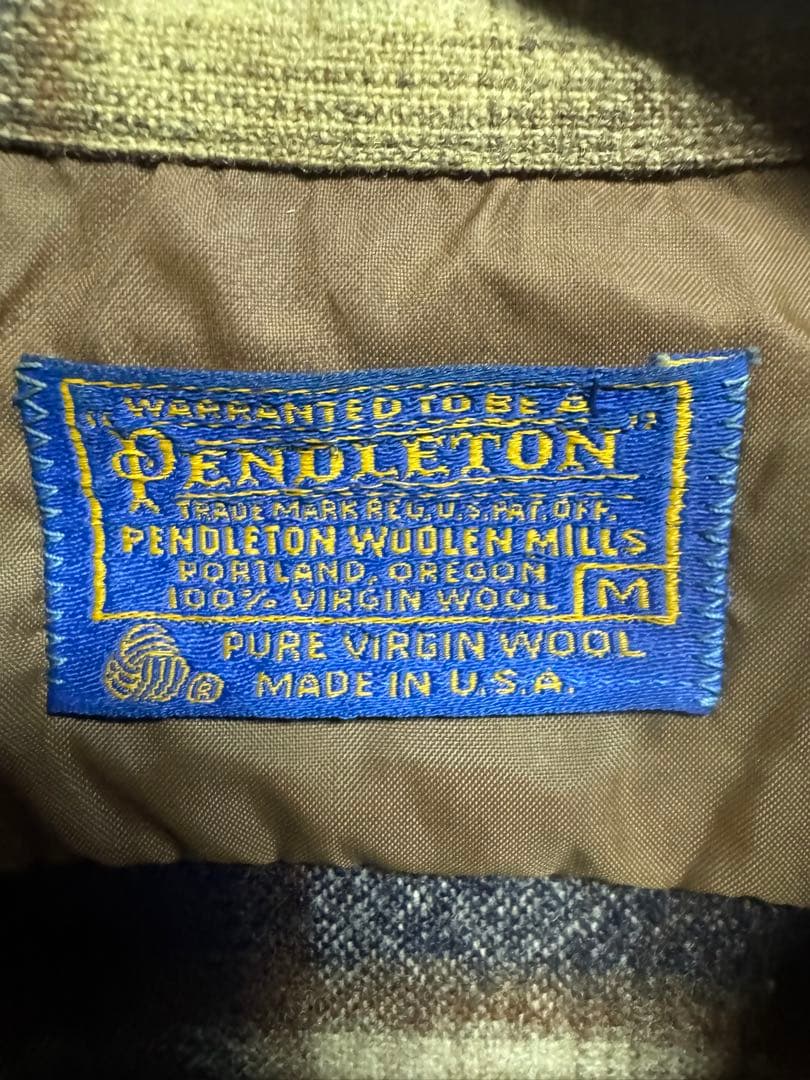 "WARRANTED TO BE A
PENDLETON"
TRADE MARK REG. U.S. PAT. OFF.
PENDLETON WOOLEN MILLS
PORTLAND, OREGON
100% VIRGIN WOOL M
PURE VIRGIN WOOL
® MADE IN U.S.A.